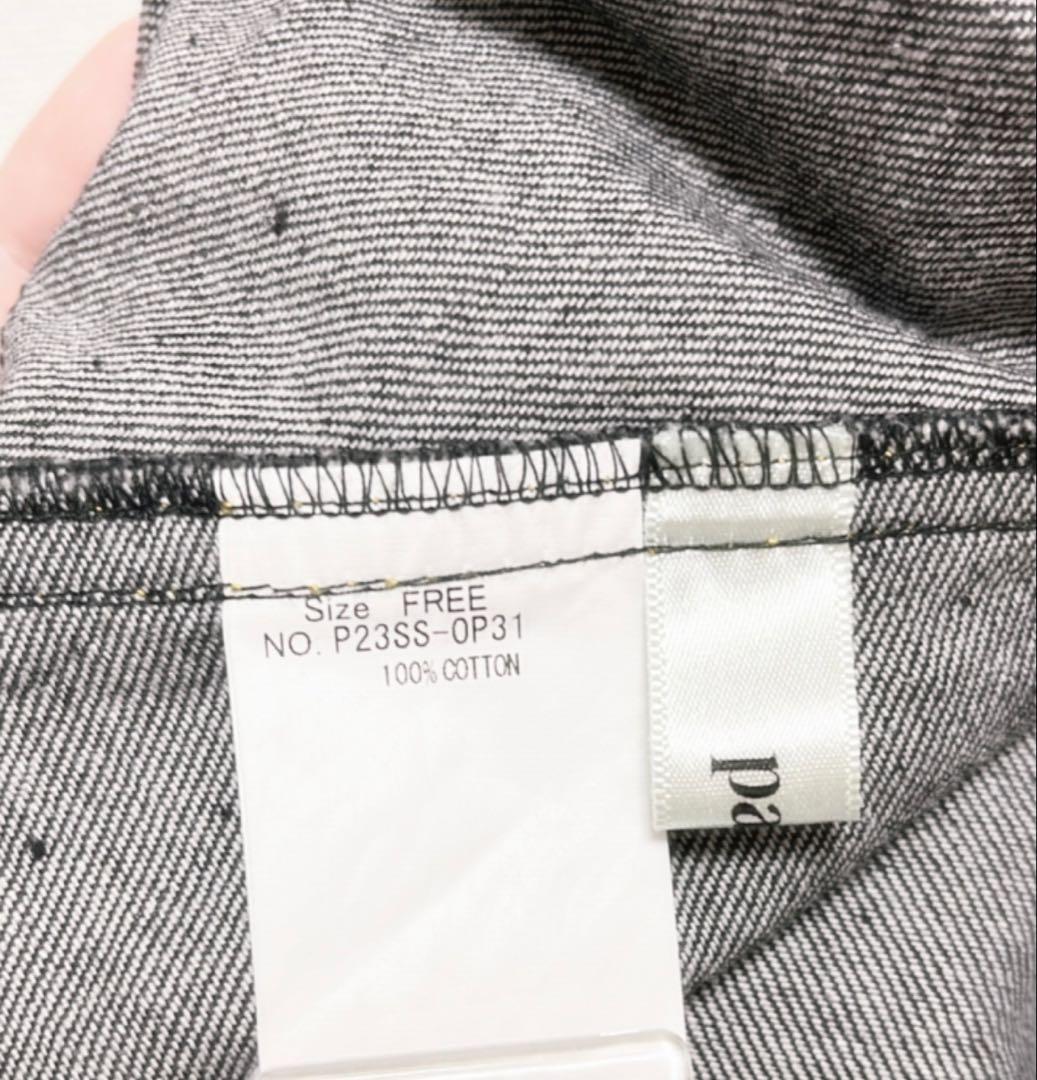 Size FREE
NO. P23SS-OP31
100% COTTON
pa